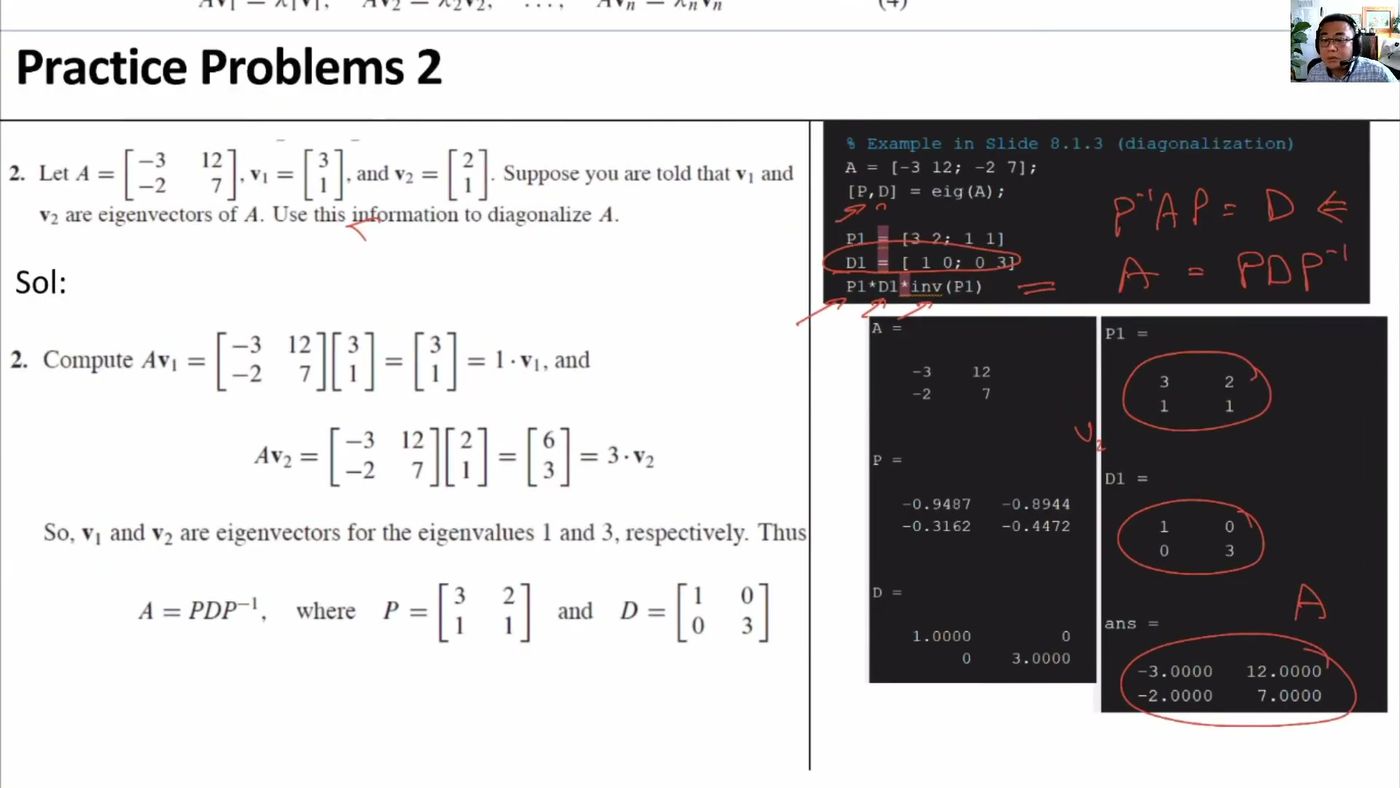 Av₁ = λ₁v₁, Av₂ = λ₂v₂, ..., Avₙ = λₙvₙ (4)
Practice Problems 2
2. Let A = [−3 12; −2 7], v₁ = [3; 1], and v₂ = [2; 1]. Suppose you are told that v₁ and
v₂ are eigenvectors of A. Use this information to diagonalize A.
Sol:
2. Compute Av₁ = [−3 12; −2 7][3; 1] = [3; 1] = 1 · v₁, and
Av₂ = [−3 12; −2 7][2; 1] = [6; 3] = 3 · v₂
So, v₁ and v₂ are eigenvectors for the eigenvalues 1 and 3, respectively. Thus
A = PDP⁻¹, where P = [3 2; 1 1] and D = [1 0; 0 3]
% Example in Slide 8.1.3 (diagonalization)
A = [-3 12; -2 7];
[P,D] = eig(A);
P1 = [3 2; 1 1]
D1 = [ 1 0; 0 3]
P1*D1*inv(P1)
=
P⁻¹AP = D ⇐
A = PDP⁻¹
A =
-3 12
-2 7
P =
-0.9487 -0.8944
-0.3162 -0.4472
D =
1.0000 0
0 3.0000
v₂
P1 =
3 2
1 1
D1 =
1 0
0 3
A
ans =
-3.0000 12.0000
-2.0000 7.0000